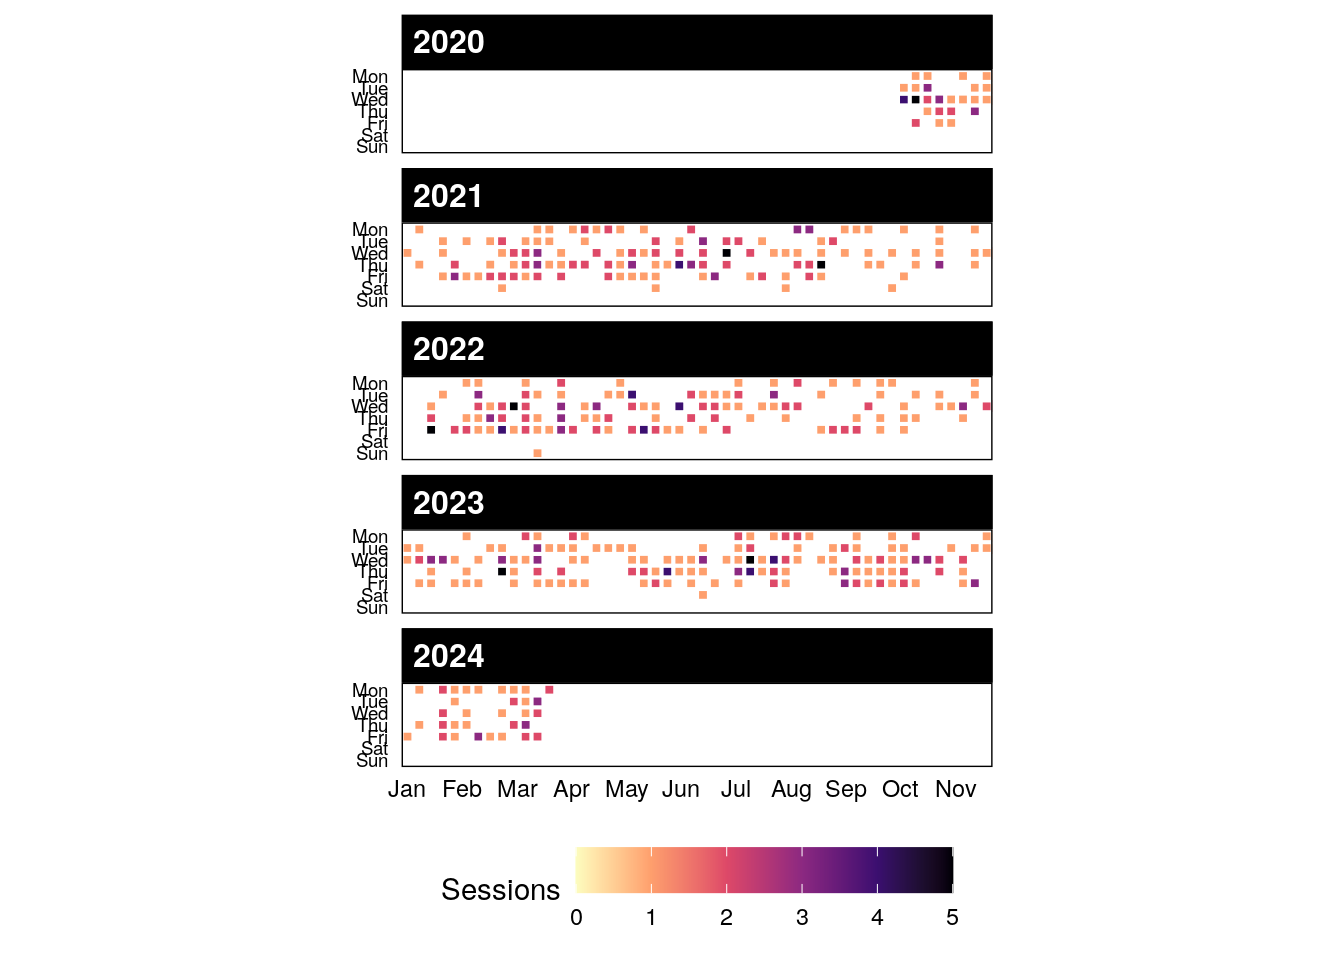 2020
Mon
Tue
Wed
Thu
Fri
Sat
Sun
2021
Mon
Tue
Wed
Thu
Fri
Sat
Sun
2022
Mon
Tue
Wed
Thu
Fri
Sat
Sun
2023
Mon
Tue
Wed
Thu
Fri
Sat
Sun
2024
Mon
Tue
Wed
Thu
Fri
Sat
Sun
Jan Feb Mar Apr May Jun Jul Aug Sep Oct Nov
Sessions
0 1 2 3 4 5